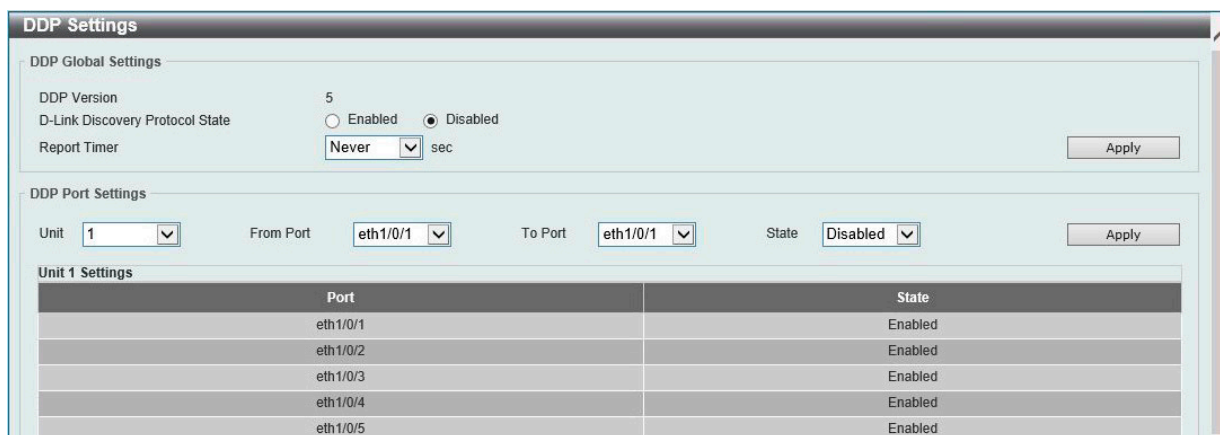 DDP Settings
DDP Global Settings
DDP Version 5
D-Link Discovery Protocol State Enabled Disabled
Report Timer Never sec Apply
DDP Port Settings
Unit 1 From Port eth1/0/1 To Port eth1/0/1 State Disabled Apply
Unit 1 Settings
Port State
eth1/0/1 Enabled
eth1/0/2 Enabled
eth1/0/3 Enabled
eth1/0/4 Enabled
eth1/0/5 Enabled